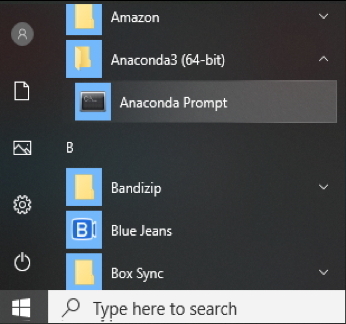 Amazon
Anaconda3 (64-bit)
Anaconda Prompt
B
Bandizip
B
Blue Jeans
Box Sync
Type here to search